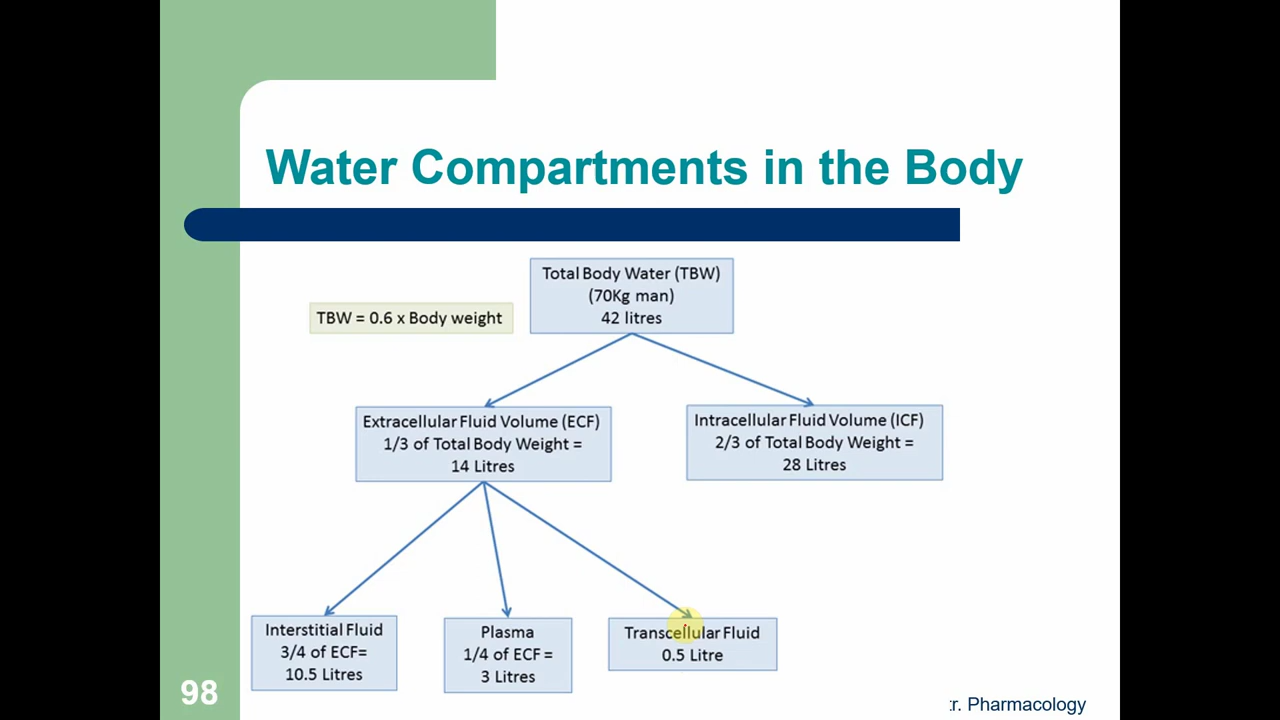 Water Compartments in the Body
Total Body Water (TBW)
(70Kg man)
42 litres
TBW = 0.6 x Body weight
Extracellular Fluid Volume (ECF)
1/3 of Total Body Weight =
14 Litres
Intracellular Fluid Volume (ICF)
2/3 of Total Body Weight =
28 Litres
Interstitial Fluid
3/4 of ECF=
10.5 Litres
Plasma
1/4 of ECF =
3 Litres
Transcellular Fluid
0.5 Litre
98
Pharmacology